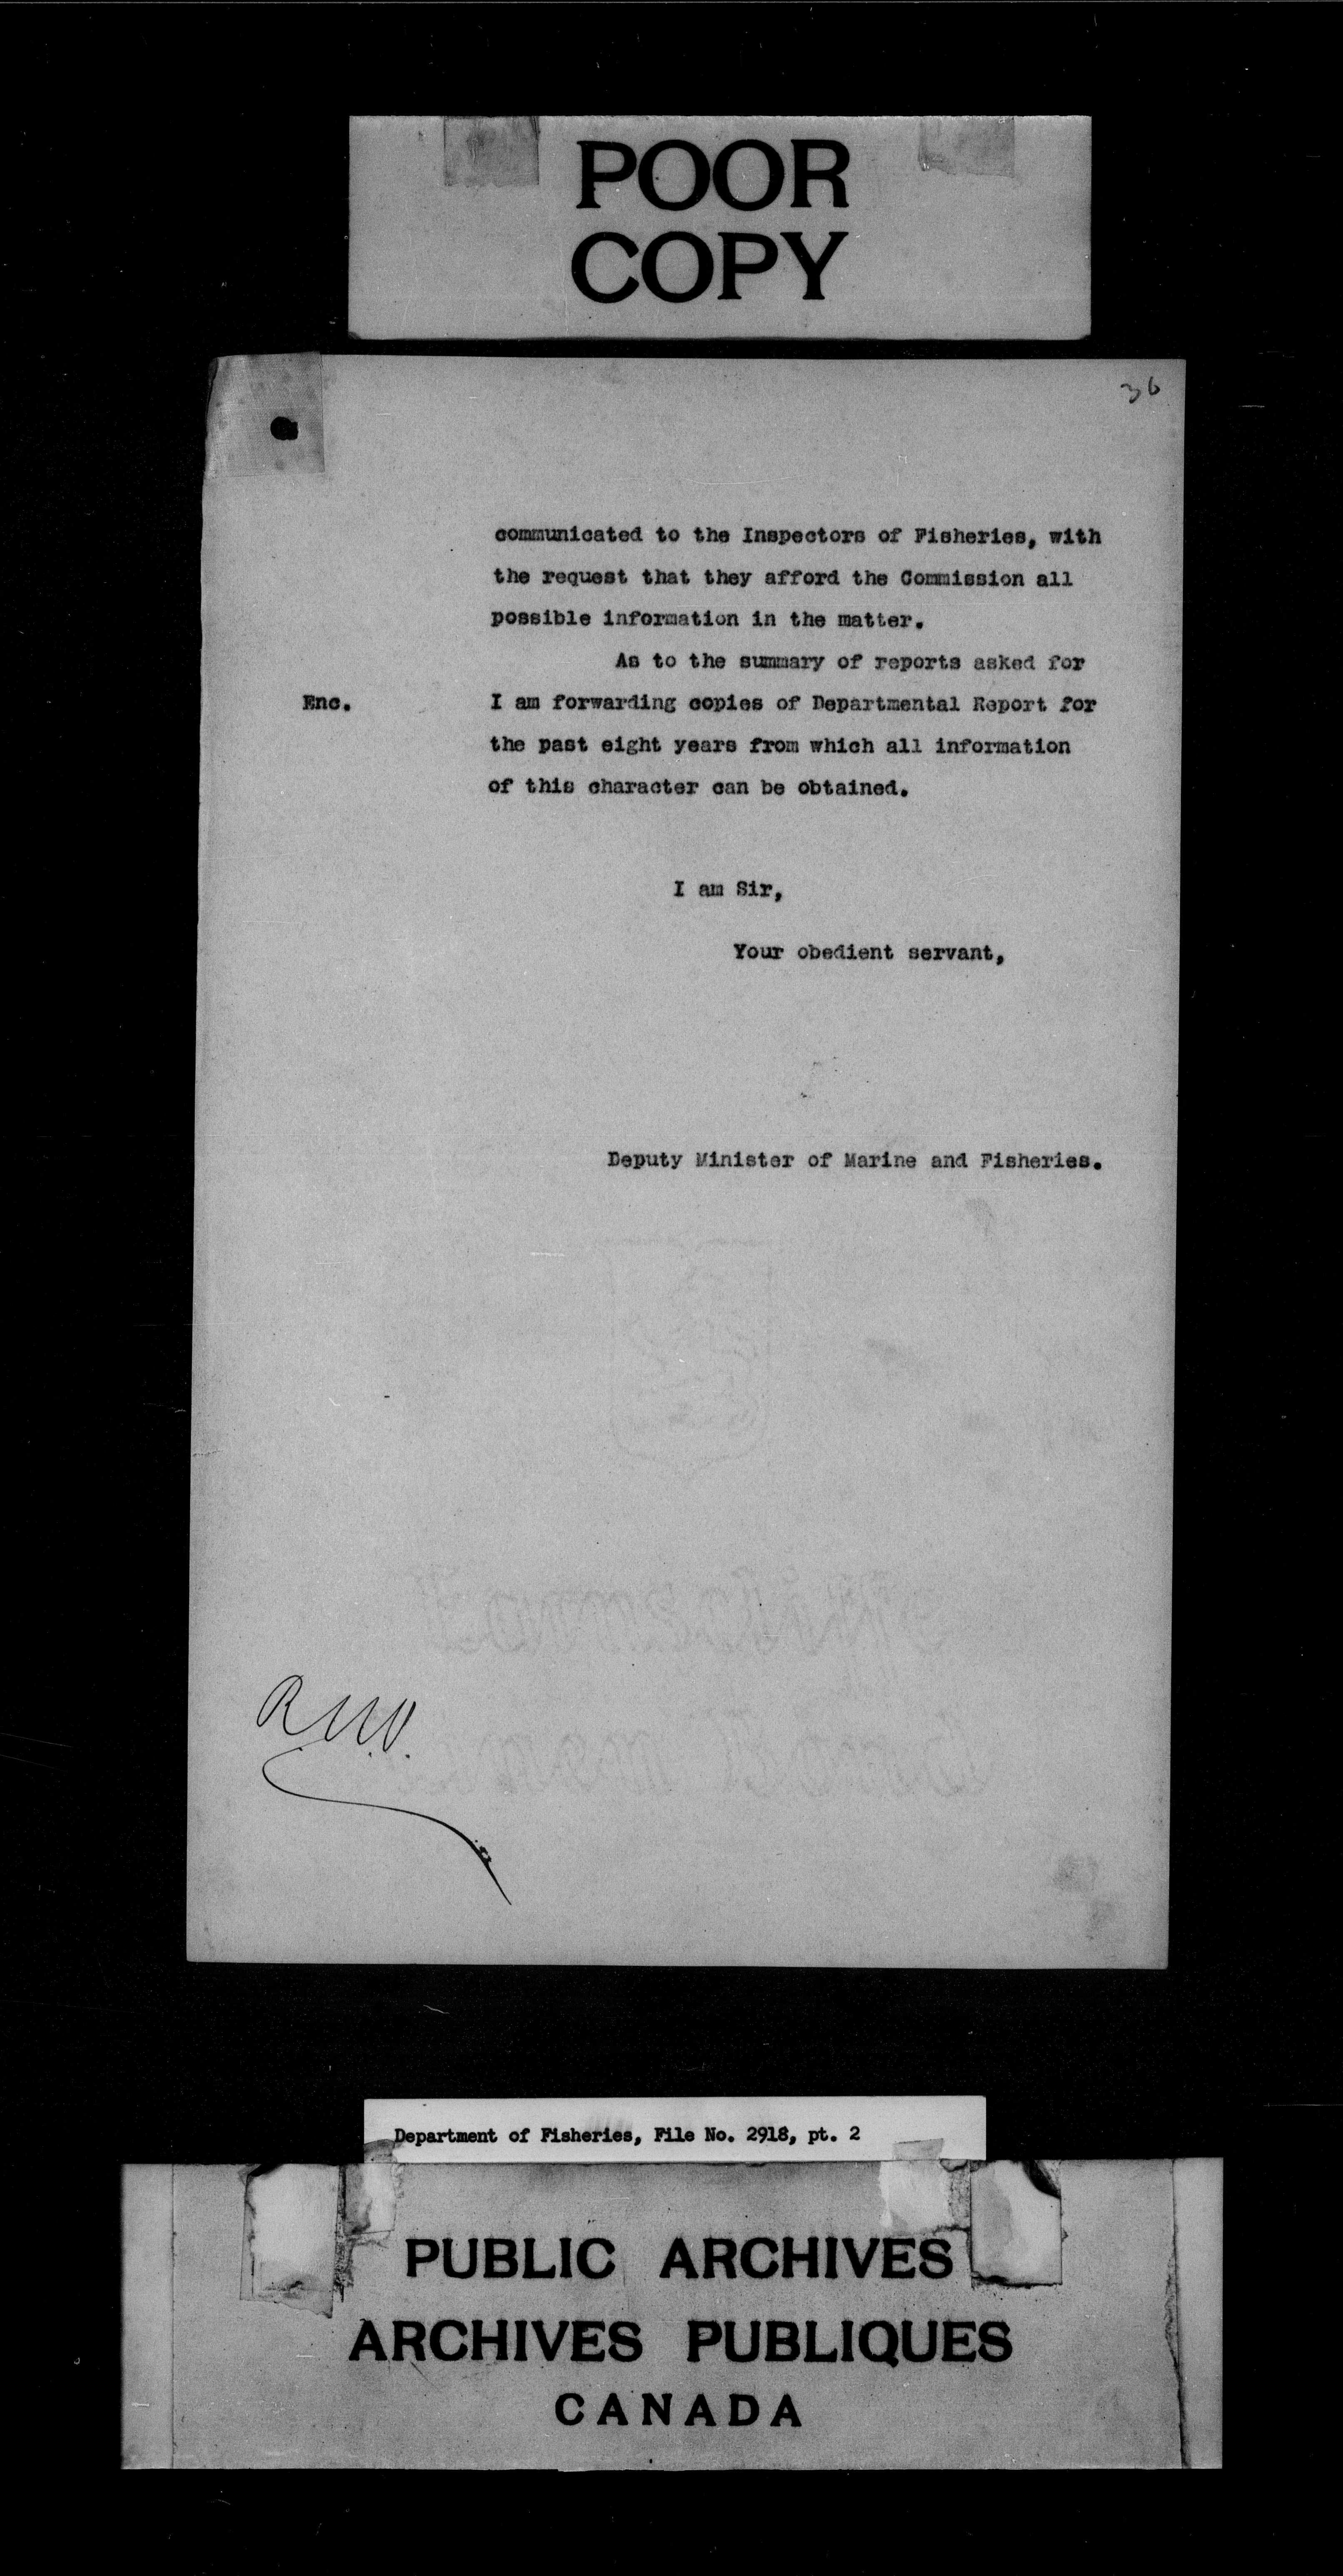 POOR
COPY
36
communicated to the Inspectors of Fisheries, with
the request that they afford the Commission all
possible information in the matter.
As to the summary of reports asked for
Enc. I am forwarding copies of Departmental Report for
the past eight years from which all information
of this character can be obtained.
I am Sir,
Your obedient servant,
Deputy Minister of Marine and Fisheries.
Department of Fisheries, File No. 2918, pt. 2
PUBLIC ARCHIVES
ARCHIVES PUBLIQUES
CANADA